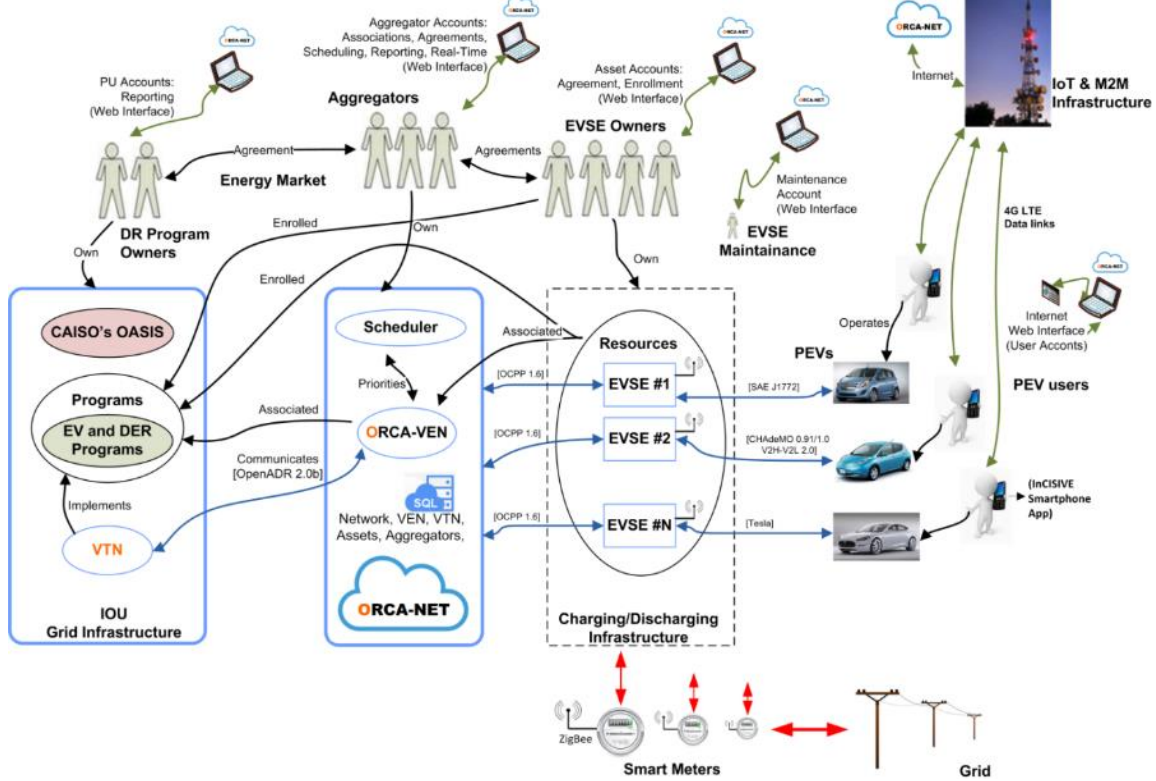 ORCA-NET
ORCA-NET
ORCA-NET
ORCA-NET
Aggregator Accounts:
Associations, Agreements,
Scheduling, Reporting, Real-Time
(Web Interface)
PU Accounts:
Reporting
(Web Interface)
Asset Accounts:
Agreement, Enrollment
(Web Interface)
Internet
IoT & M2M
Infrastructure
Aggregators
EVSE Owners
ORCA-NET
Agreement
Agreements
Energy Market
Maintenance
Account
(Web Interface
EVSE
Maintainance
4G LTE
Data links
DR Program
Owners
Enrolled
Own
Own
Own
Enrolled
ORCA-NET
Internet
Web Interface
(User Acconts)
CAISO's OASIS
Scheduler
Associated
Resources
Operates
PEVs
PEV users
Programs
EV and DER
Programs
Priorities
Associated
ORCA-VEN
[OCPP 1.6]
EVSE #1
[SAE J1772]
[OCPP 1.6]
EVSE #2
[CHAdeMO 0.91/1.0
V2H-V2L 2.0]
Communicates
[OpenADR 2.0b]
Implements
VTN
SQL
Network, VEN, VTN,
Assets, Aggregators,
[OCPP 1.6]
EVSE #N
[Tesla]
(InCISIVE
Smartphone
App)
ORCA-NET
IOU
Grid Infrastructure
Charging/Discharging
Infrastructure
ZigBee
Smart Meters
Grid